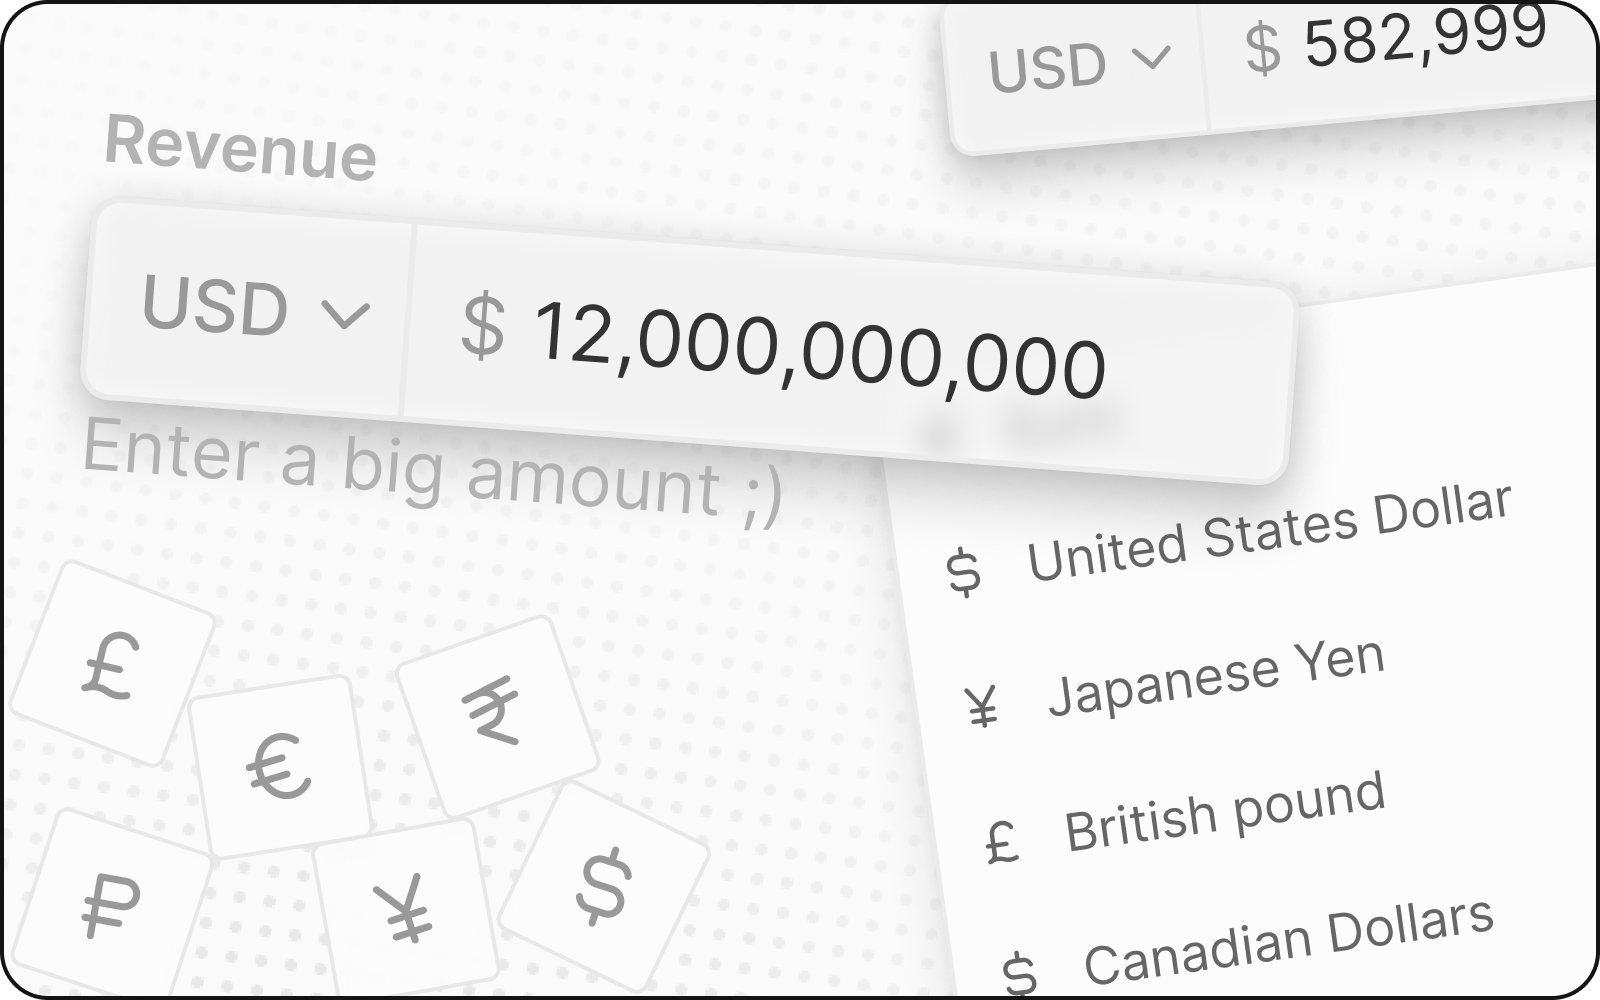 USD $ 582,999
Revenue
USD $ 12,000,000,000
Enter a big amount ;)
$ United States Dollar
¥ Japanese Yen
£ British pound
$ Canadian Dollars
£
€
₹
₽
¥
$